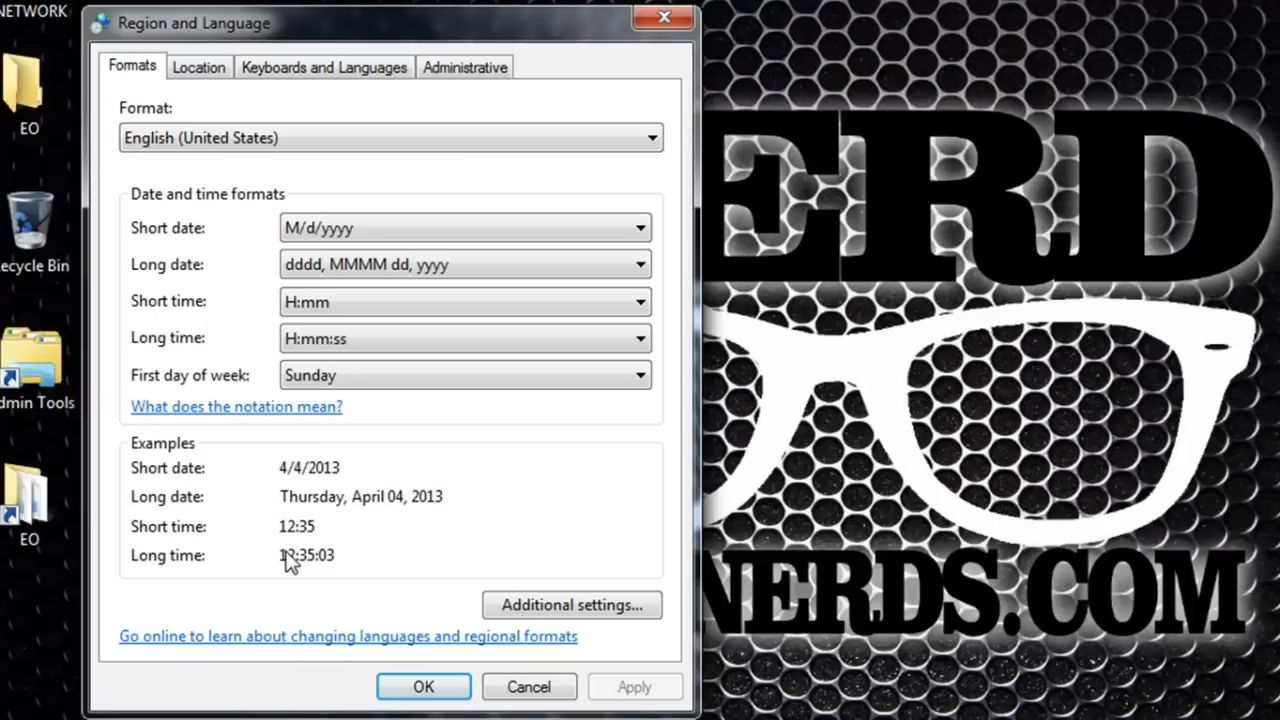 NETWORK
Region and Language
Formats
Location
Keyboards and Languages
Administrative
Format:
English (United States)
Date and time formats
Short date:
M/d/yyyy
Long date:
dddd, MMMM dd, yyyy
Short time:
H:mm
Long time:
H:mm:ss
First day of week:
Sunday
What does the notation mean?
Examples
Short date:
4/4/2013
Long date:
Thursday, April 04, 2013
Short time:
12:35
Long time:
12:35:03
Additional settings...
Go online to learn about changing languages and regional formats
OK
Cancel
Apply
EO
ecycle Bin
dmin Tools
EO
ERD
NERDS.COM